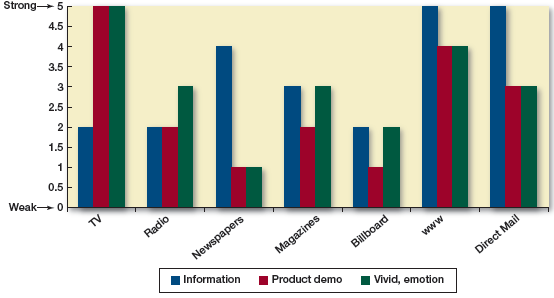 Strong 5
4.5
4
3.5
3
2.5
2
1.5
1
0.5
Weak 0
TV
Radio
Newspapers
Magazines
Billboard
www
Direct Mail
Information Product demo Vivid, emotion